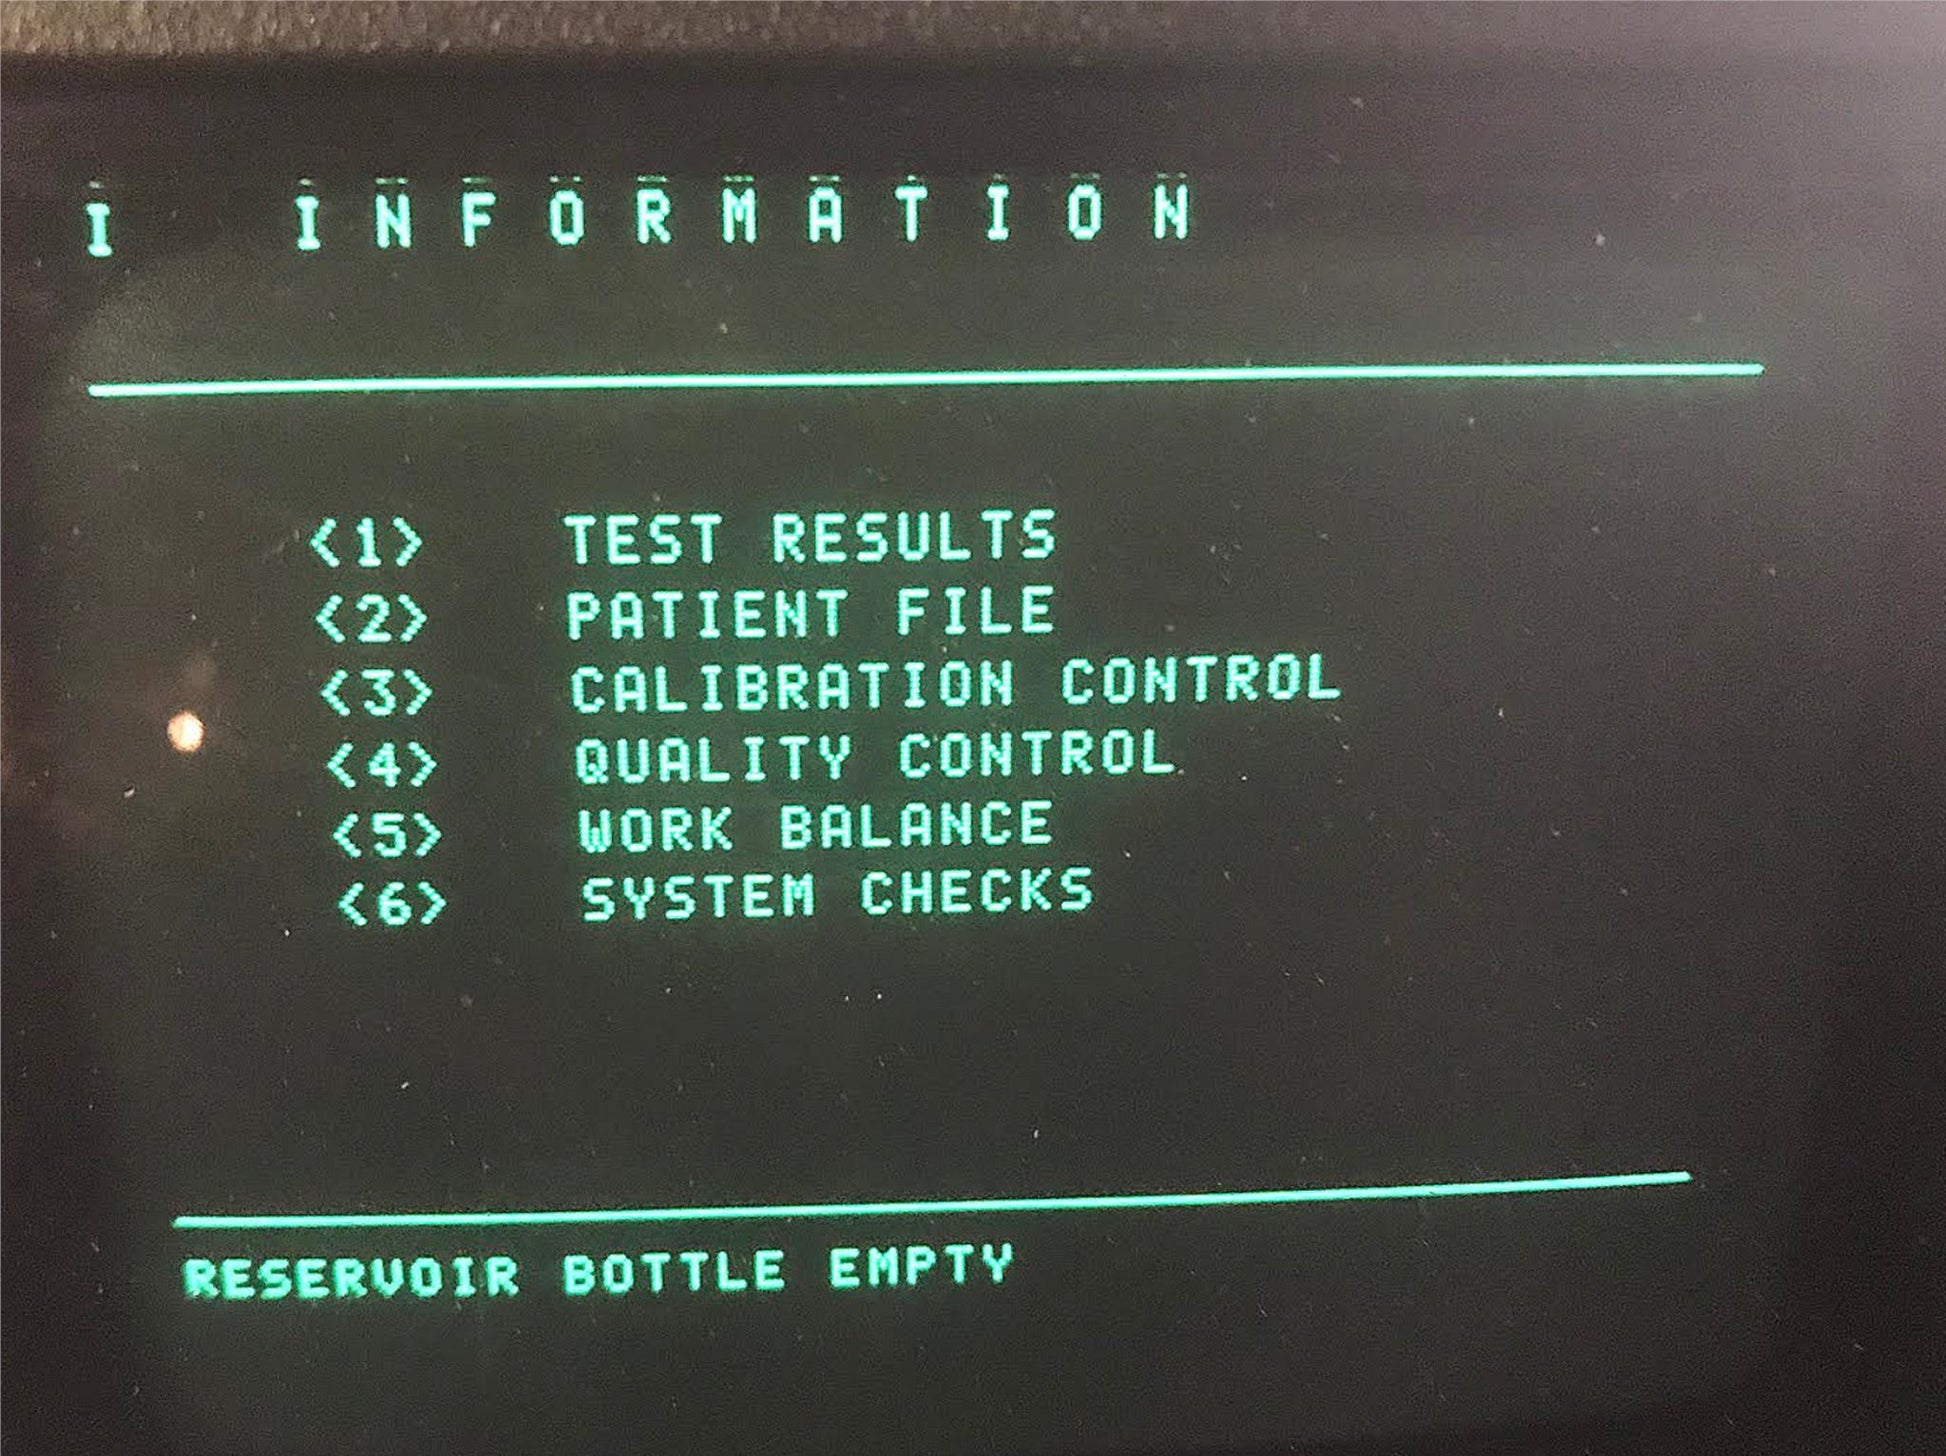 I I N F O R M A T I O N
<1> TEST RESULTS
<2> PATIENT FILE
<3> CALIBRATION CONTROL
<4> QUALITY CONTROL
<5> WORK BALANCE
<6> SYSTEM CHECKS
RESERVOIR BOTTLE EMPTY